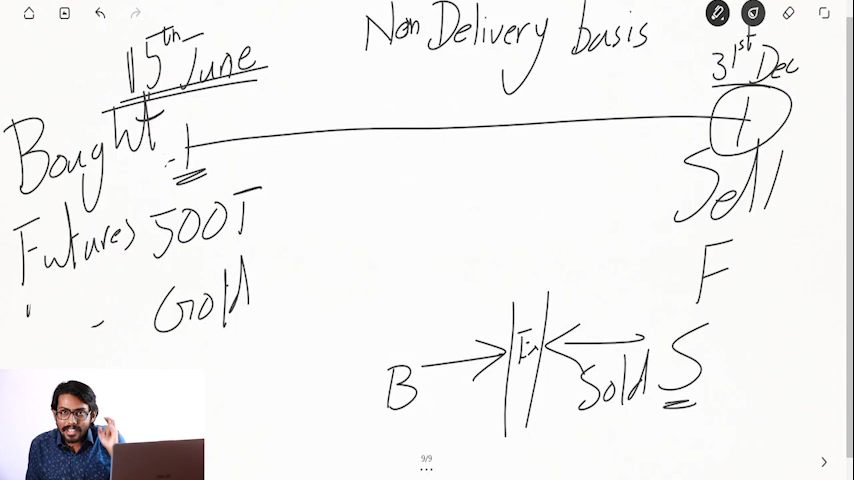 Non Delivery basis
15th June
31st Dec
Bought
Sell
Futures 500T
F
" - Gold
B
Ex
Sold S
9/9